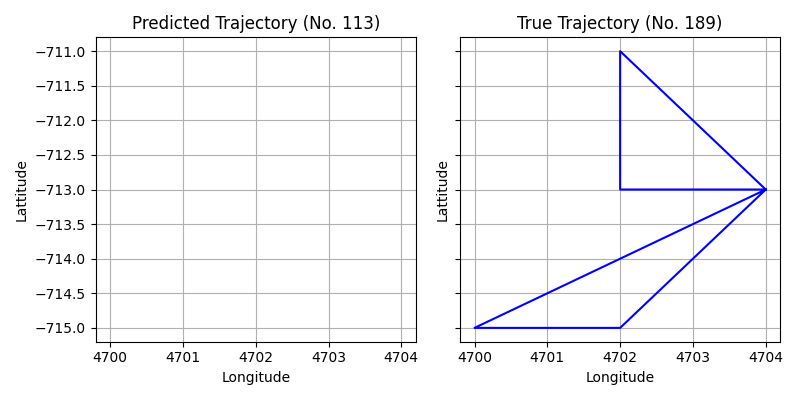 Predicted Trajectory (No. 113)
True Trajectory (No. 189)
−711.0
−711.5
−712.0
−712.5
−713.0
−713.5
−714.0
−714.5
−715.0
Lattitude
Lattitude
4700 4701 4702 4703 4704
4700 4701 4702 4703 4704
Longitude
Longitude